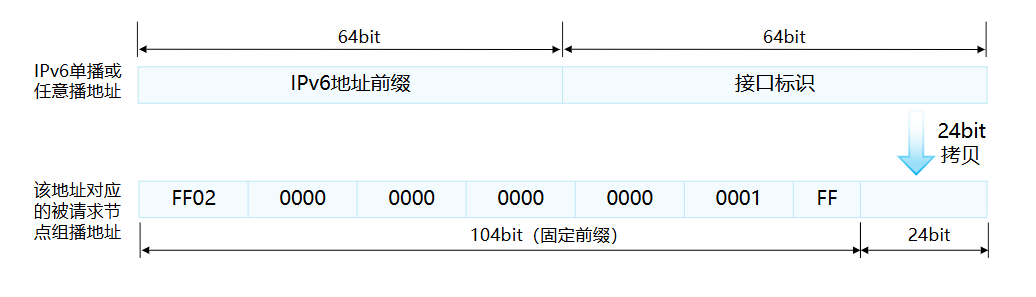 64bit
64bit
IPv6单播或
任意播地址
IPv6地址前缀
接口标识
24bit
拷贝
该地址对应
的被请求节
点组播地址
FF02
0000
0000
0000
0000
0001
FF
104bit（固定前缀）
24bit